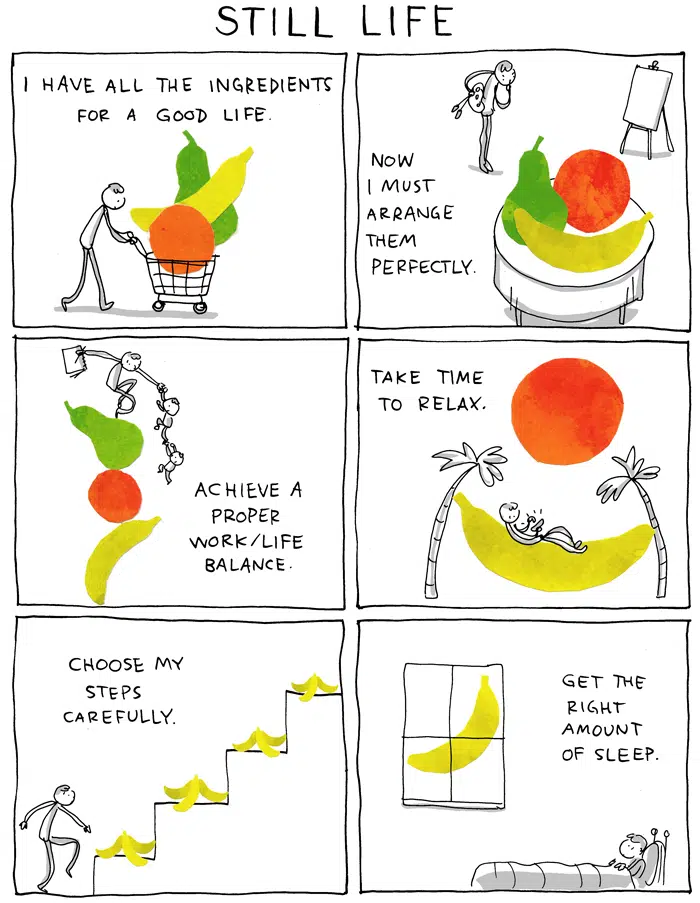 STILL LIFE
I HAVE ALL THE INGREDIENTS
FOR A GOOD LIFE.
NOW
I MUST
ARRANGE
THEM
PERFECTLY.
ACHIEVE A
PROPER
WORK/LIFE
BALANCE.
TAKE TIME
TO RELAX.
CHOOSE MY
STEPS
CAREFULLY.
GET THE
RIGHT
AMOUNT
OF SLEEP.